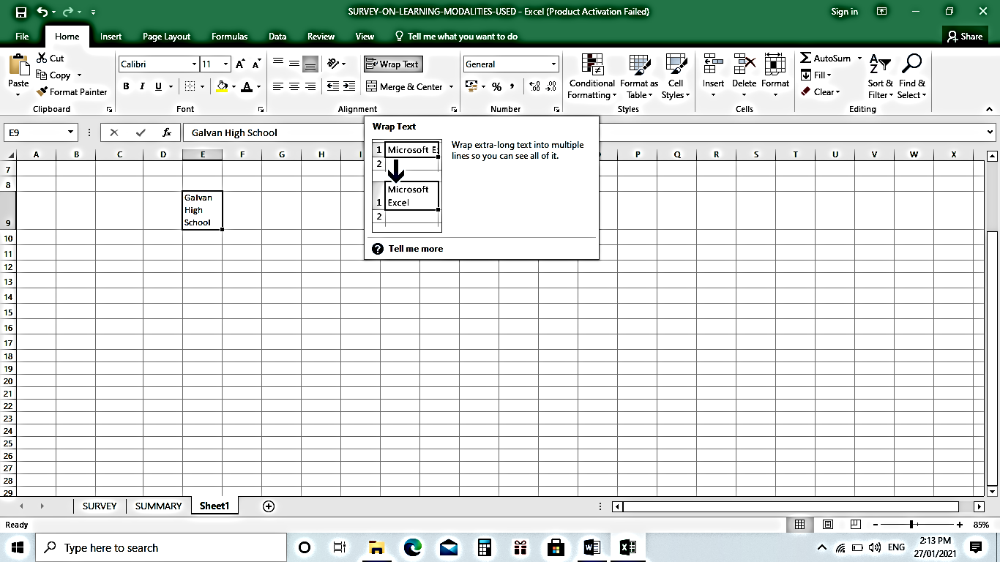 SURVEY-ON-LEARNING-MODALITIES-USED - Excel (Product Activation Failed)
Sign in
File Home Insert Page Layout Formulas Data Review View Tell me what you want to do Share
Paste
Cut
Copy
Format Painter
Clipboard
Calibri 11
B I U
Font
Wrap Text
Merge & Center
Alignment
General
%
Number
Conditional Formatting
Format as Table
Cell Styles
Styles
Insert Delete Format
Cells
AutoSum
Fill
Clear
Sort & Filter
Find & Select
Editing
E9 fx Galvan High School
Wrap Text
Wrap extra-long text into multiple
lines so you can see all of it.
1 Microsoft E
2
Microsoft
1 Excel
2
Tell me more
A B C D E F G H I P Q R S T U V W X
7
8
Galvan
High
9 School
10
11
12
13
14
15
16
17
18
19
20
21
22
23
24
25
26
27
28
29
SURVEY SUMMARY Sheet1
Ready
85%
Type here to search
ENG
2:13 PM
27/01/2021